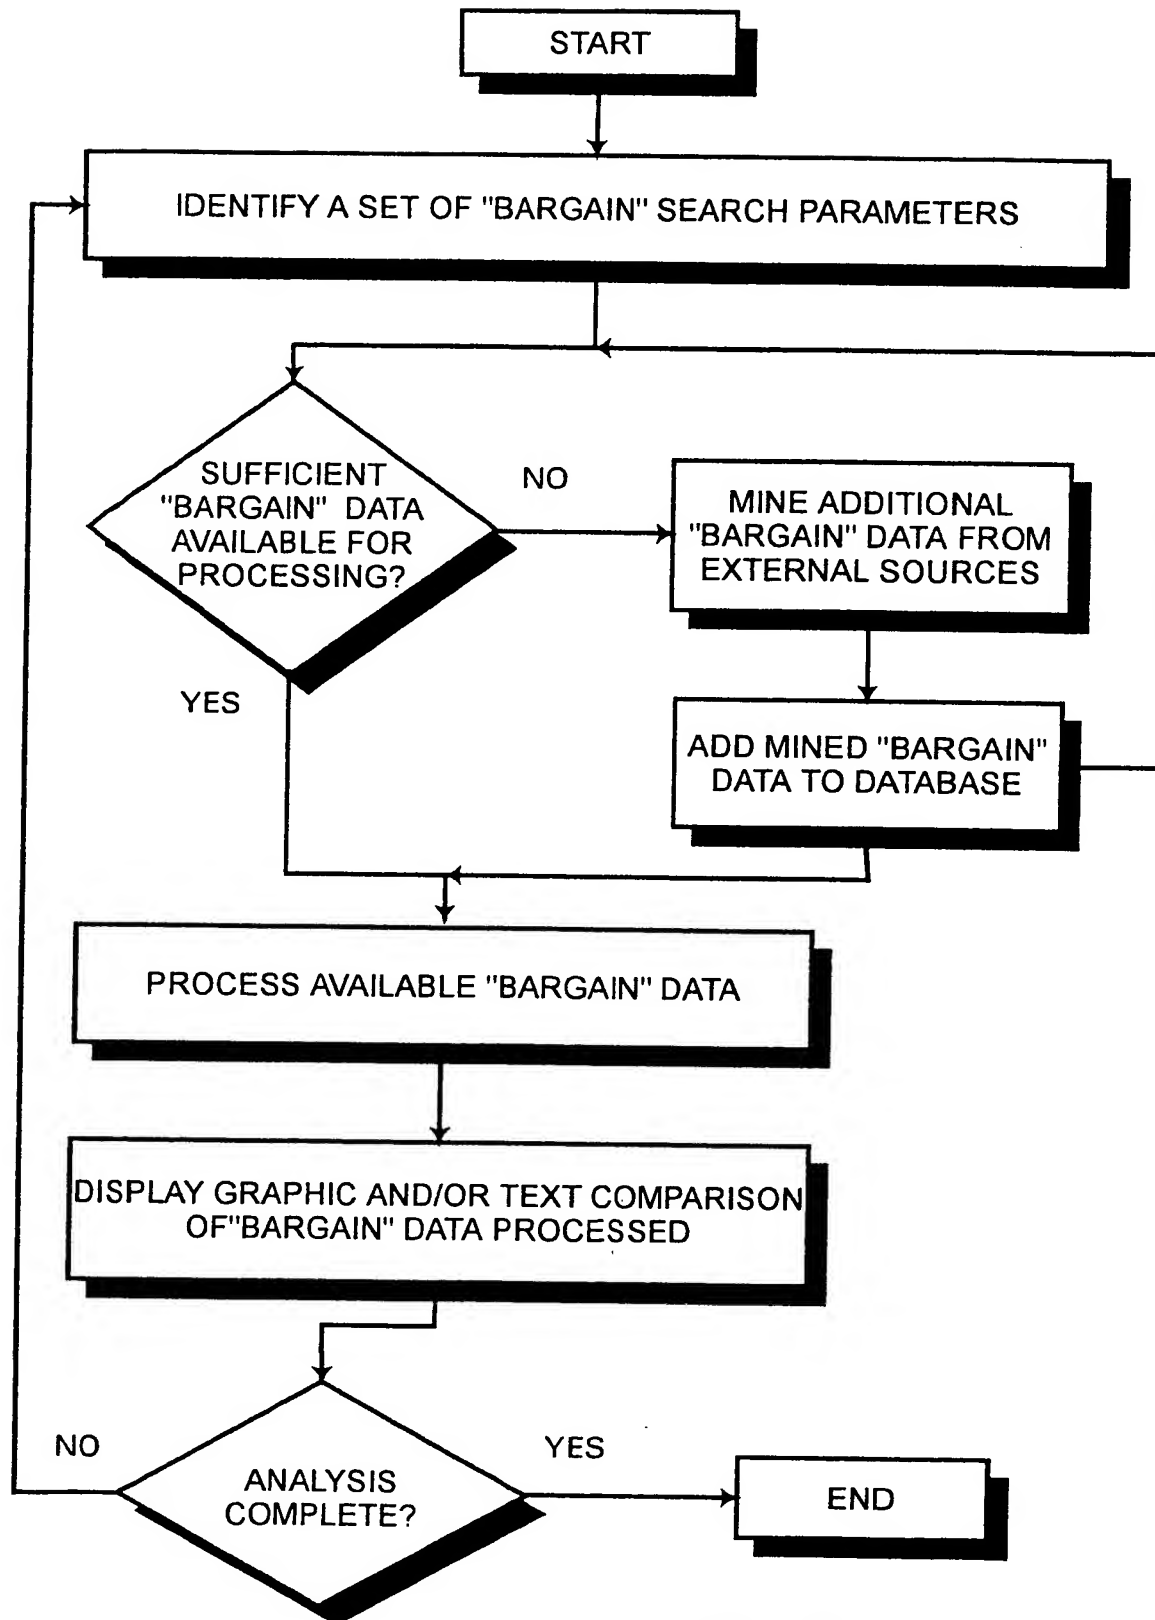 START
IDENTIFY A SET OF "BARGAIN" SEARCH PARAMETERS
SUFFICIENT
"BARGAIN" DATA
AVAILABLE FOR
PROCESSING?
NO
MINE ADDITIONAL
"BARGAIN" DATA FROM
EXTERNAL SOURCES
YES
ADD MINED "BARGAIN"
DATA TO DATABASE
PROCESS AVAILABLE "BARGAIN" DATA
DISPLAY GRAPHIC AND/OR TEXT COMPARISON
OF"BARGAIN" DATA PROCESSED
NO
ANALYSIS
COMPLETE?
YES
END